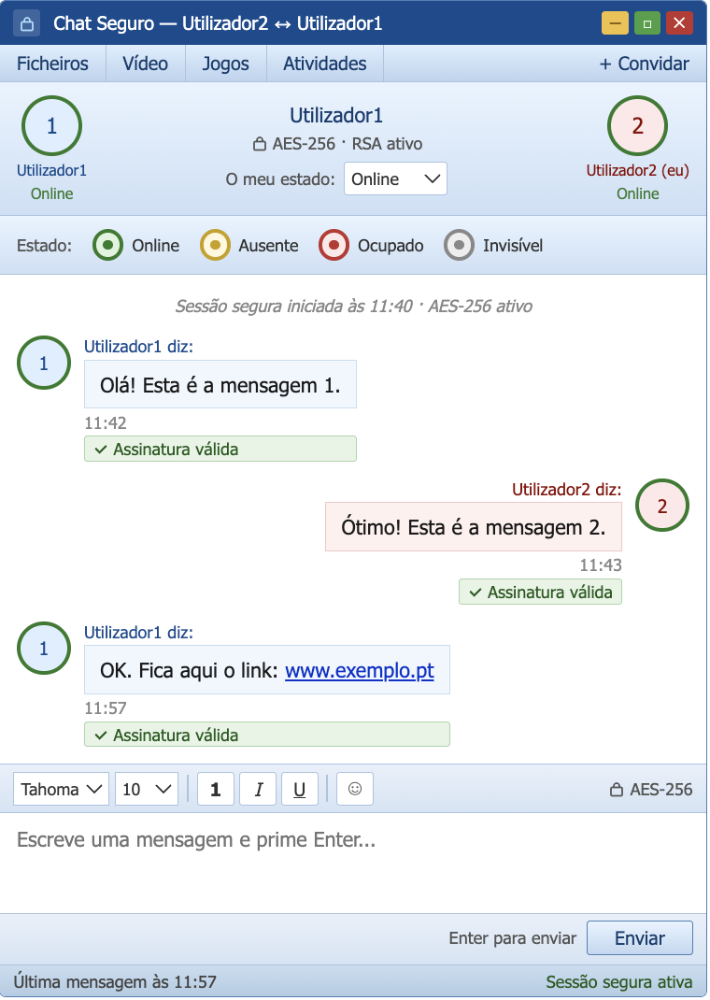 Chat Seguro — Utilizador2 ↔ Utilizador1
Ficheiros Vídeo Jogos Atividades + Convidar
1
Utilizador1
Online
Utilizador1
AES-256 · RSA ativo
O meu estado: Online
2
Utilizador2 (eu)
Online
Estado: Online Ausente Ocupado Invisível
Sessão segura iniciada às 11:40 · AES-256 ativo
Utilizador1 diz:
1
Olá! Esta é a mensagem 1.
11:42
✓ Assinatura válida
Utilizador2 diz:
2
Ótimo! Esta é a mensagem 2.
11:43
✓ Assinatura válida
Utilizador1 diz:
1
OK. Fica aqui o link: www.exemplo.pt
11:57
✓ Assinatura válida
Tahoma 10 1 I U ☺ AES-256
Escreve uma mensagem e prime Enter...
Enter para enviar Enviar
Última mensagem às 11:57 Sessão segura ativa